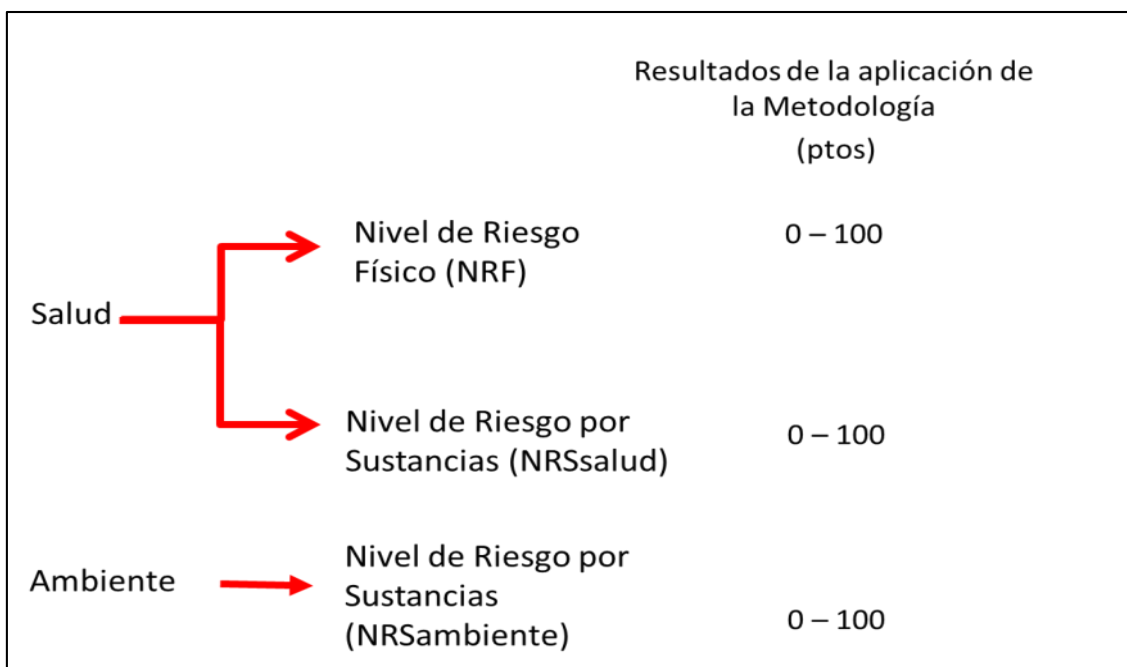 Resultados de la aplicación de
la Metodología
(ptos)
Nivel de Riesgo
Físico (NRF)
0 – 100
Salud
Nivel de Riesgo por
Sustancias (NRSsalud)
0 – 100
Ambiente
Nivel de Riesgo por
Sustancias
(NRSambiente)
0 – 100